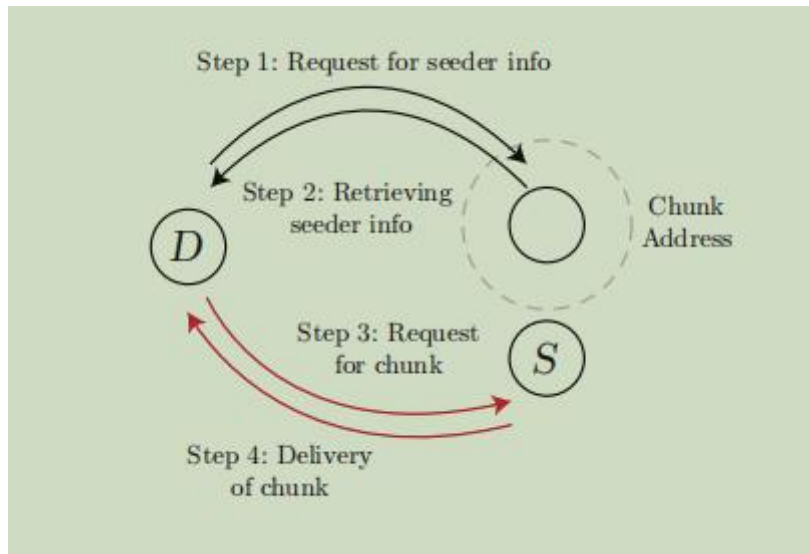 Step 1: Request for seeder info
Step 2: Retrieving
seeder info
Chunk
Address
D
Step 3: Request
for chunk
S
Step 4: Delivery
of chunk